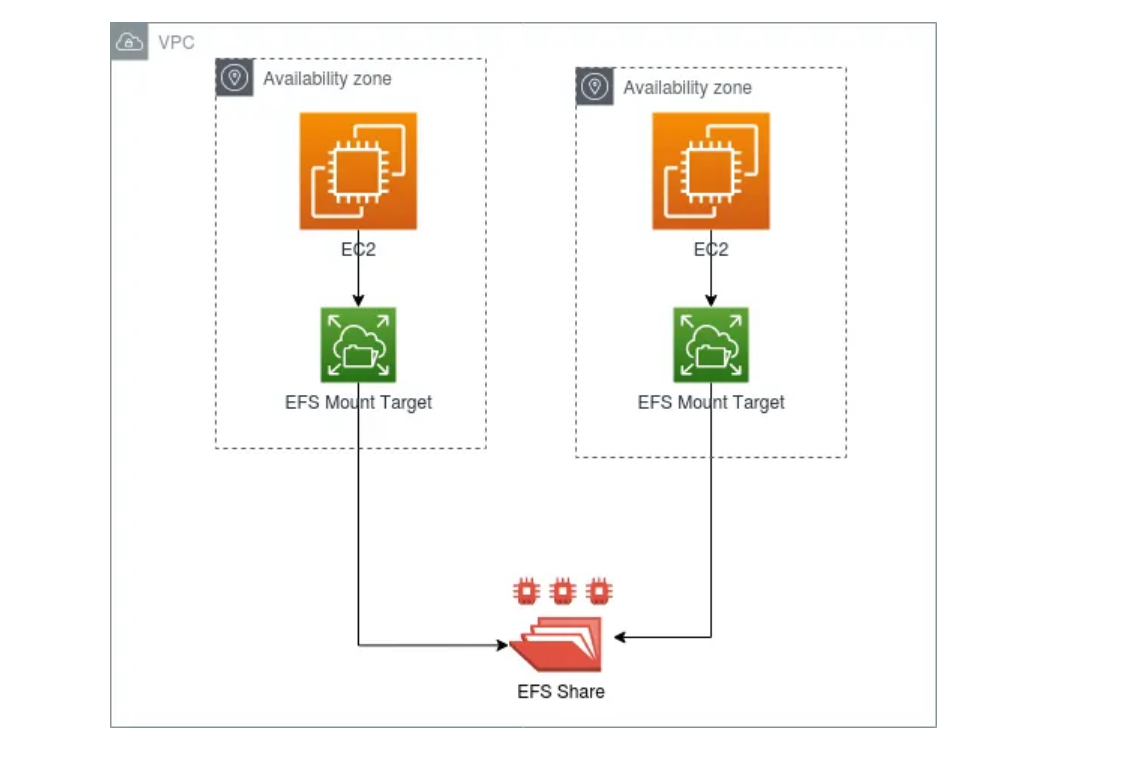 VPC
Availability zone
Availability zone
EC2
EC2
EFS Mount Target
EFS Mount Target
EFS Share